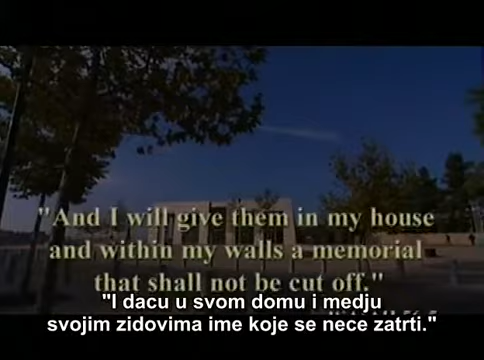 "And I will give them in my house
and within my walls a memorial
that shall not be cut off."
"I dacu u svom domu i medju
svojim zidovima ime koje se nece zatrti."